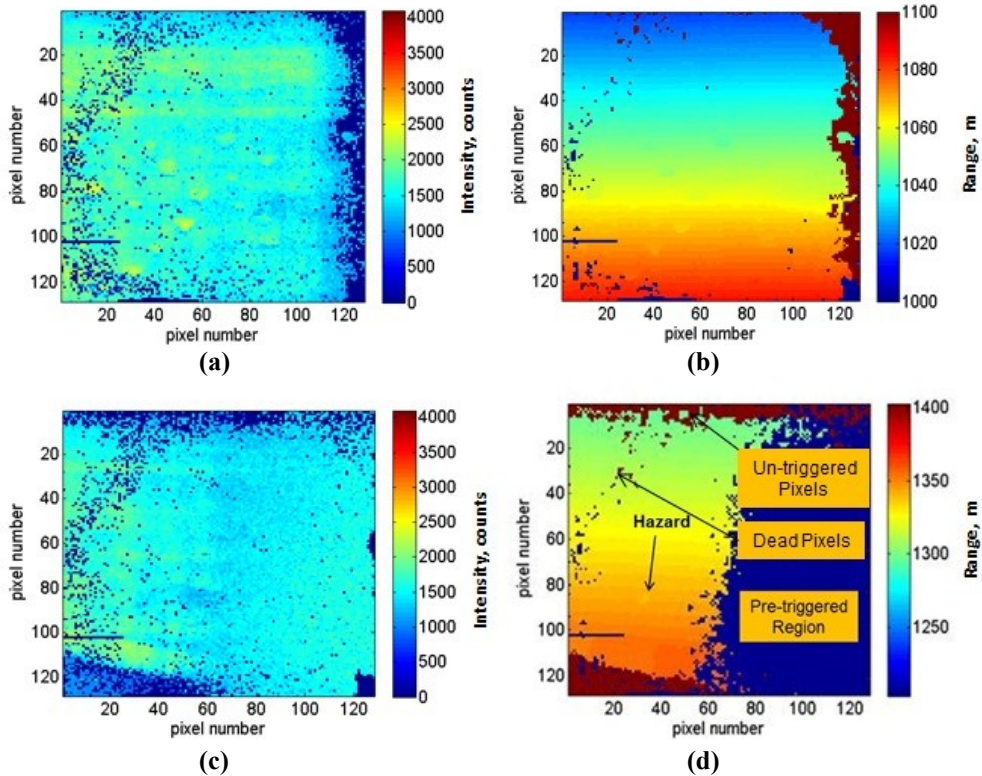 20
40
60
80
100
120
pixel number
20 40 60 80 100 120
pixel number
4000
3500
3000
2500
2000
1500
1000
500
0
Intensity, counts
(a)
20
40
60
80
100
120
pixel number
20 40 60 80 100 120
pixel number
1100
1080
1060
1040
1020
1000
Range, m
(b)
20
40
60
80
100
120
pixel number
20 40 60 80 100 120
pixel number
4000
3500
3000
2500
2000
1500
1000
500
0
Intensity, counts
(c)
20
40
60
80
100
120
pixel number
Un-triggered
Pixels
Hazard
Dead Pixels
Pre-triggered
Region
20 40 60 80 100 120
pixel number
1400
1350
1300
1250
Range, m
(d)